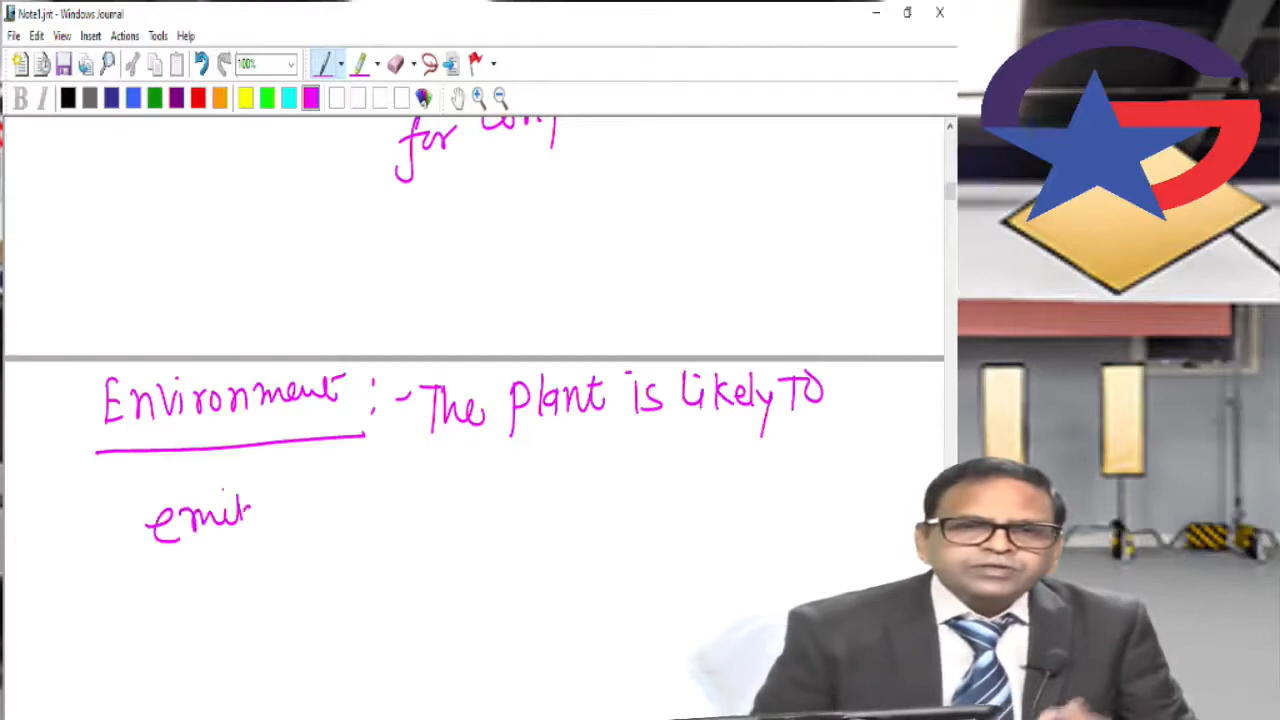 Note1.jnt - Windows Journal
File Edit View Insert Actions Tools Help
100%
B I
for
Environment :- The plant is likely To
emit